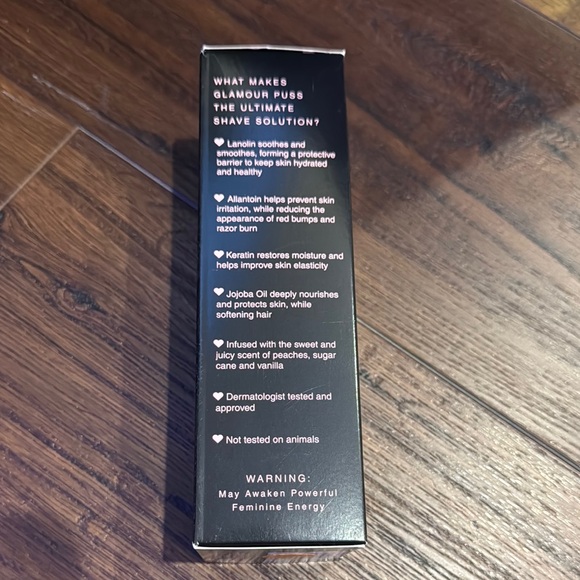 WHAT MAKES
GLAMOUR PUSS
THE ULTIMATE
SHAVE SOLUTION?
Lanolin soothes and
smoothes, forming a protective
barrier to keep skin hydrated
and healthy
Allantoin helps prevent skin
irritation, while reducing the
appearance of red bumps and
razor burn
Keratin restores moisture and
helps improve skin elasticity
Jojoba Oil deeply nourishes
and protects skin, while
softening hair
Infused with the sweet and
juicy scent of peaches, sugar
cane and vanilla
Dermatologist tested and
approved
Not tested on animals
WARNING:
May Awaken Powerful
Feminine Energy